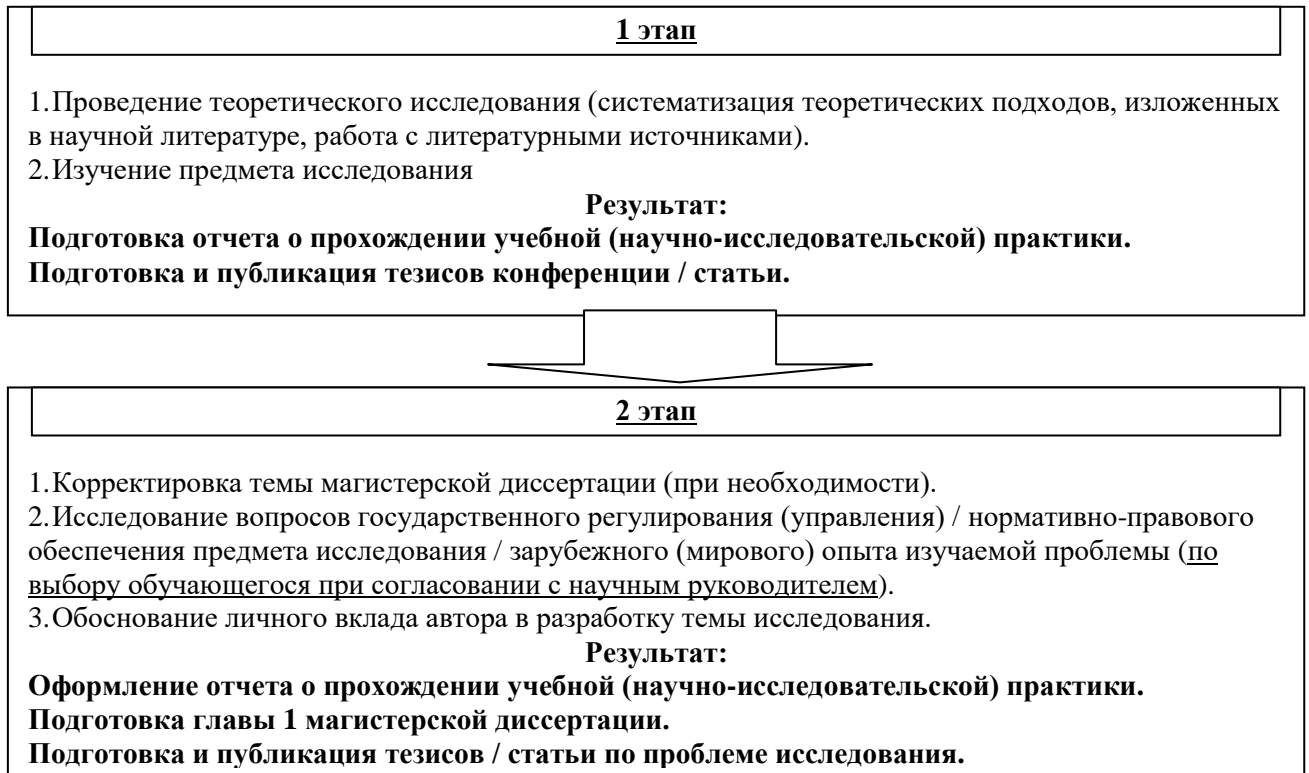 1 этап
1.Проведение теоретического исследования (систематизация теоретических подходов, изложенных
в научной литературе, работа с литературными источниками).
2.Изучение предмета исследования
Результат:
Подготовка отчета о прохождении учебной (научно-исследовательской) практики.
Подготовка и публикация тезисов конференции / статьи.
2 этап
1.Корректировка темы магистерской диссертации (при необходимости).
2.Исследование вопросов государственного регулирования (управления) / нормативно-правового
обеспечения предмета исследования / зарубежного (мирового) опыта изучаемой проблемы (по
выбору обучающегося при согласовании с научным руководителем).
3.Обоснование личного вклада автора в разработку темы исследования.
Результат:
Оформление отчета о прохождении учебной (научно-исследовательской) практики.
Подготовка главы 1 магистерской диссертации.
Подготовка и публикация тезисов / статьи по проблеме исследования.